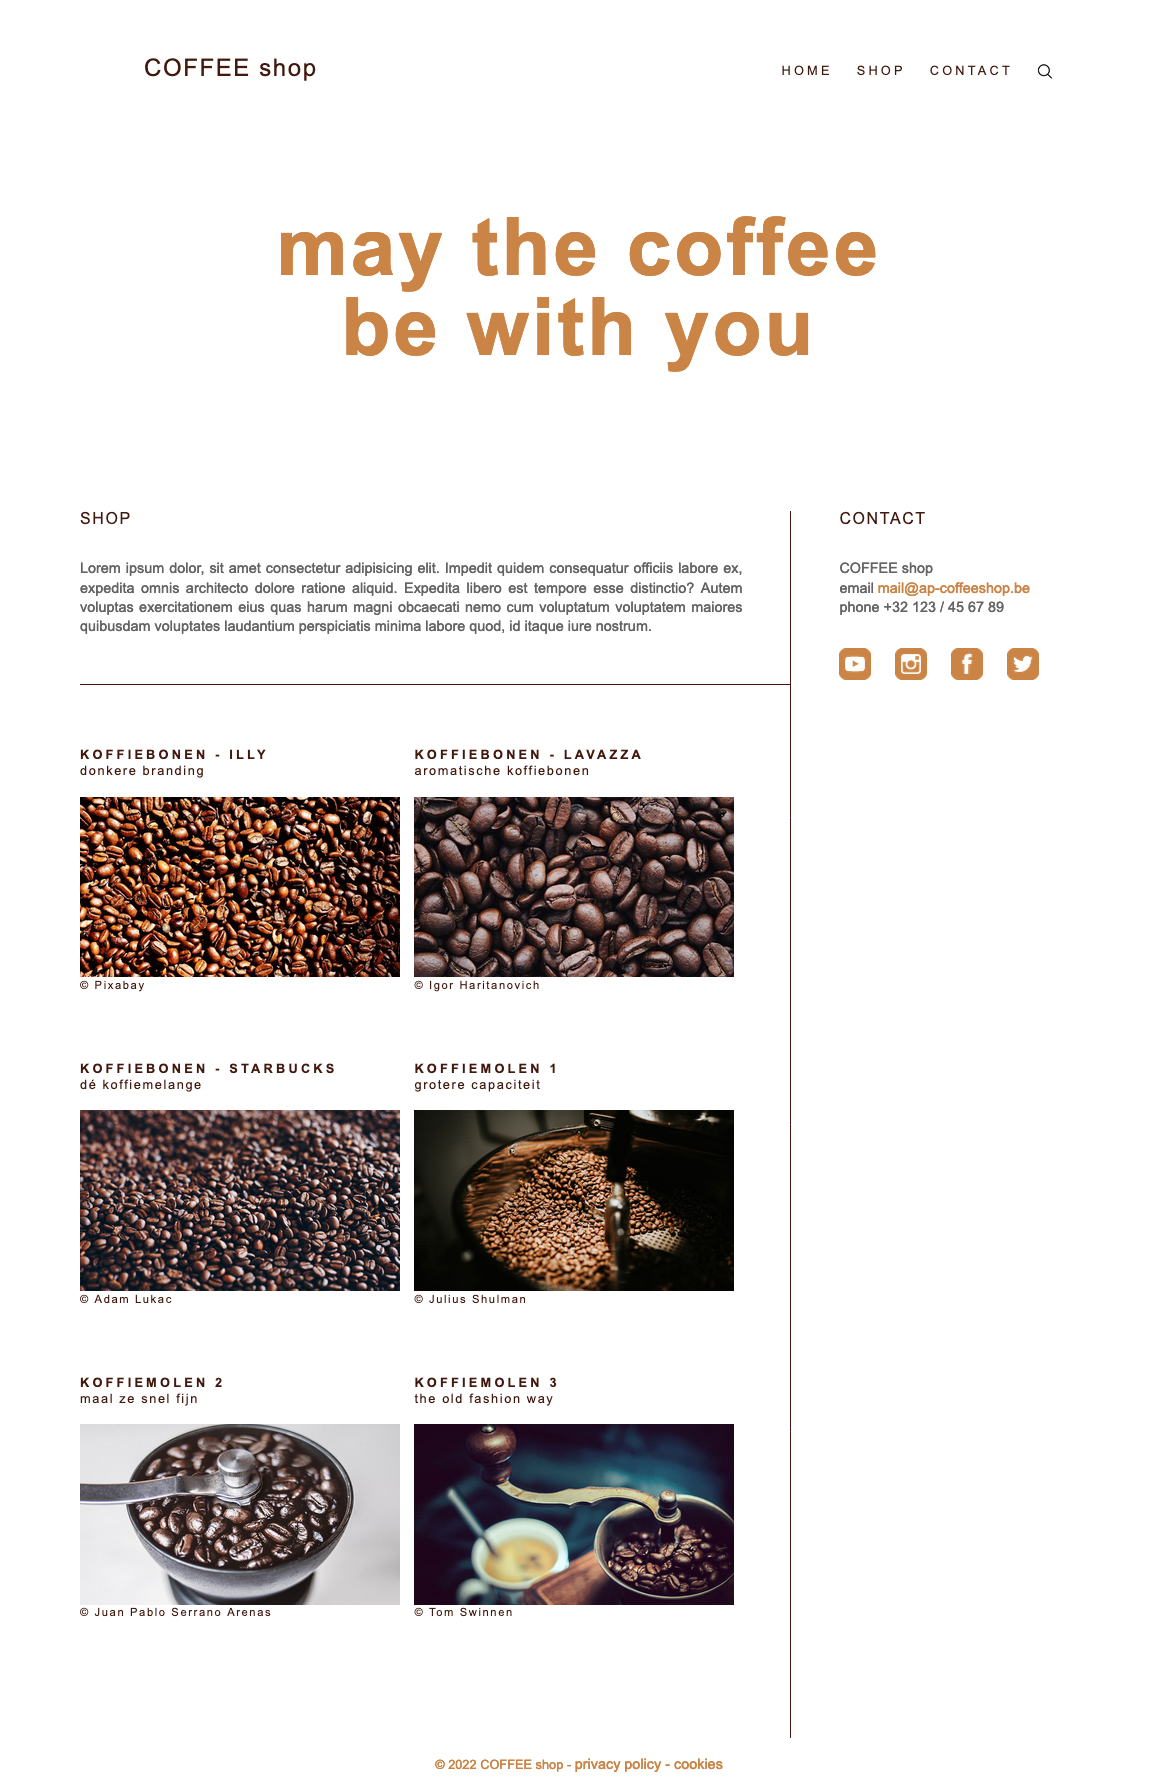 COFFEE shop
HOME SHOP CONTACT
may the coffee
be with you
SHOP
Lorem ipsum dolor, sit amet consectetur adipisicing elit. Impedit quidem consequatur officiis labore ex,
expedita omnis architecto dolore ratione aliquid. Expedita libero est tempore esse distinctio? Autem
voluptas exercitationem eius quas harum magni obcaecati nemo cum voluptatum voluptatem maiores
quibusdam voluptates laudantium perspiciatis minima labore quod, id itaque iure nostrum.
CONTACT
COFFEE shop
email mail@ap-coffeeshop.be
phone +32 123 / 45 67 89
KOFFIEBONEN - ILLY
donkere branding
© Pixabay
KOFFIEBONEN - LAVAZZA
aromatische koffiebonen
© Igor Haritanovich
KOFFIEBONEN - STARBUCKS
dé koffiemelange
© Adam Lukac
KOFFIEMOLEN 1
grotere capaciteit
© Julius Shulman
KOFFIEMOLEN 2
maal ze snel fijn
© Juan Pablo Serrano Arenas
KOFFIEMOLEN 3
the old fashion way
© Tom Swinnen
© 2022 COFFEE shop - privacy policy - cookies